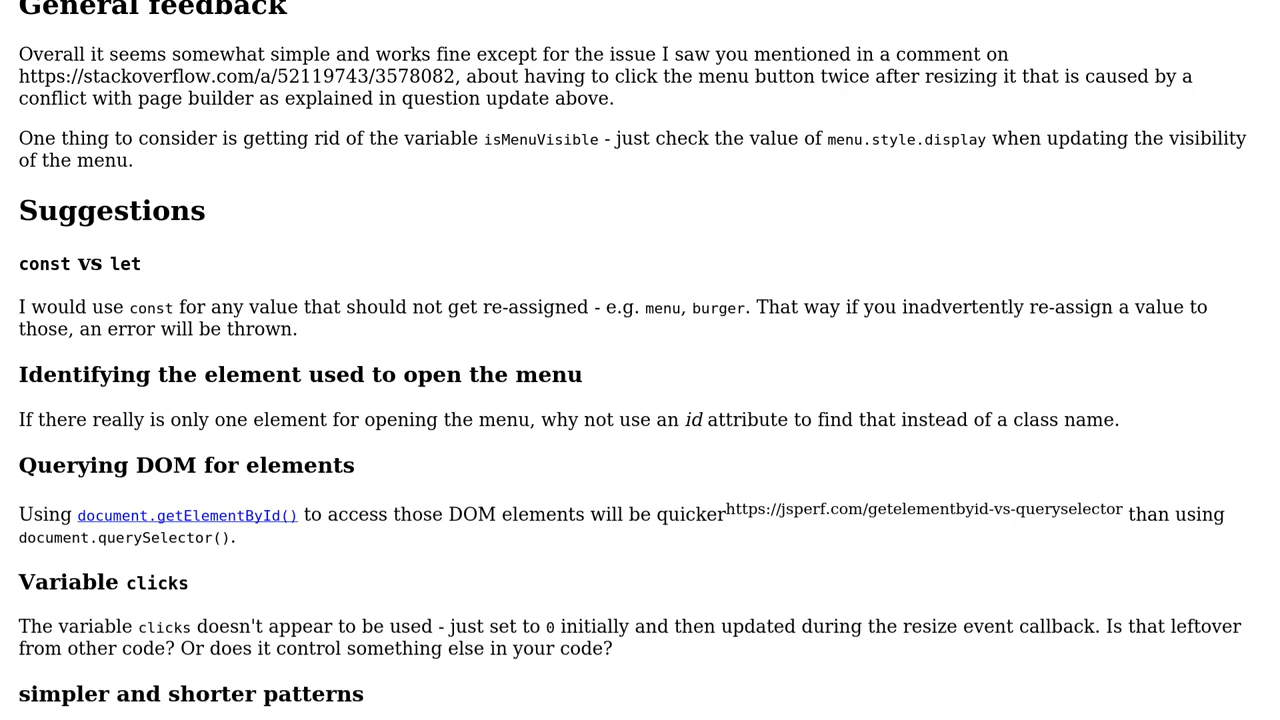 General feedback
Overall it seems somewhat simple and works fine except for the issue I saw you mentioned in a comment on
https://stackoverflow.com/a/52119743/3578082, about having to click the menu button twice after resizing it that is caused by a
conflict with page builder as explained in question update above.
One thing to consider is getting rid of the variable isMenuVisible - just check the value of menu.style.display when updating the visibility
of the menu.
Suggestions
const vs let
I would use const for any value that should not get re-assigned - e.g. menu, burger. That way if you inadvertently re-assign a value to
those, an error will be thrown.
Identifying the element used to open the menu
If there really is only one element for opening the menu, why not use an id attribute to find that instead of a class name.
Querying DOM for elements
Using document.getElementById() to access those DOM elements will be quickerhttps://jsperf.com/getelementbyid-vs-queryselector than using
document.querySelector().
Variable clicks
The variable clicks doesn't appear to be used - just set to 0 initially and then updated during the resize event callback. Is that leftover
from other code? Or does it control something else in your code?
simpler and shorter patterns